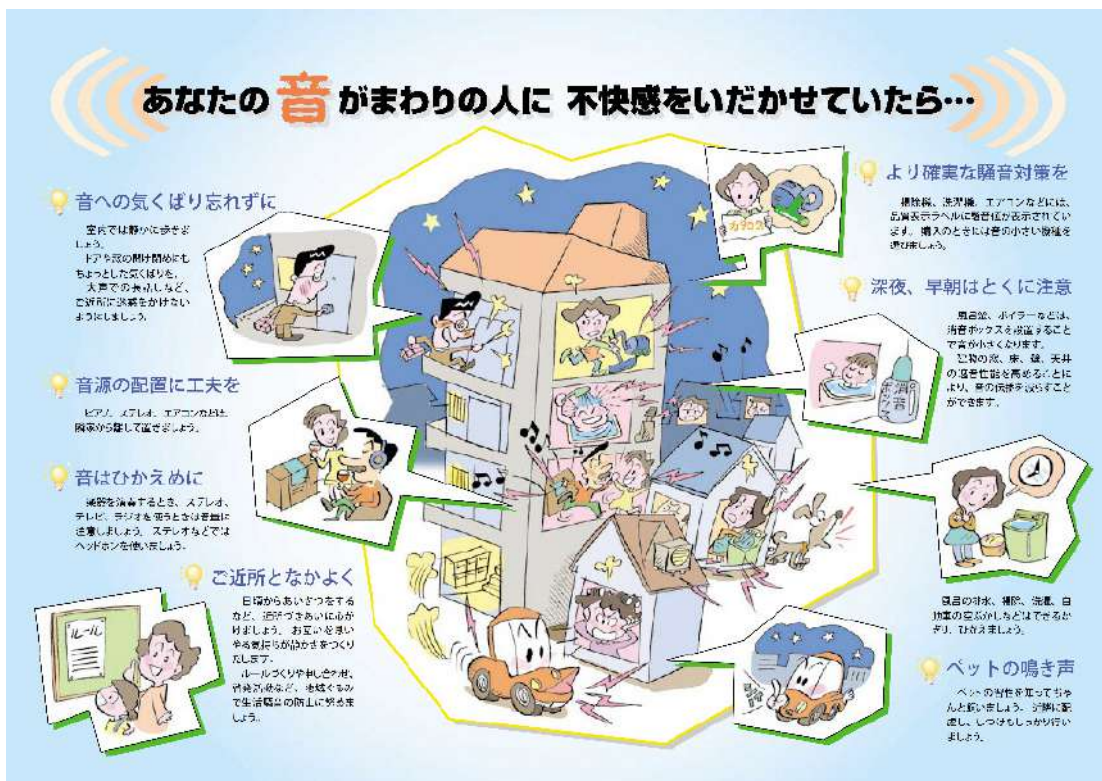 あなたの音がまわりの人に 不快感をいだかせていたら…
音への気くばり忘れずに
室内では静かに歩きま
しょう。
ドアや窓の開け閉めにも
ちょっとした気くばりを。
大声での長話しなど、
ご近所に迷惑をかけない
ようにしましょう。
音源の配置に工夫を
ピアノ、ステレオ、エアコンなどは、
隣家から離して置きましょう。
音はひかえめに
楽器を演奏するとき、ステレオ、
テレビ、ラジオを使うときは音量に
注意しましょう。ステレオなどでは
ヘッドホンを使いましょう。
ご近所となかよく
日頃からあいさつをする
など、近所づきあいに心が
けましょう。お互いを思い
やる気持ちが静かさをつくり
だします。
ルールづくりや申し合わせ、
啓発活動など、地域ぐるみ
で生活騒音の防止に努めま
しょう。
ルール
カタログ
より確実な騒音対策を
掃除機、洗濯機、エアコンなどには、
品質表示ラベルに騒音値が表示されてい
ます。購入のときには音の小さい機種を
選びましょう。
深夜、早朝はとくに注意
風呂釜、ボイラーなどは、
消音ボックスを設置すること
で音が小さくなります。
建物の窓、床、壁、天井
の遮音性能を高めることに
より、音の伝搬を減らすこと
ができます。
消音
ボックス
風呂の排水、掃除、洗濯、自
動車の空ぶかしなどはできるか
ぎり、ひかえましょう。
ペットの鳴き声
ペットの習性を知ってちゃ
んと飼いましょう。近隣に配
慮し、しつけもしっかり行い
ましょう。